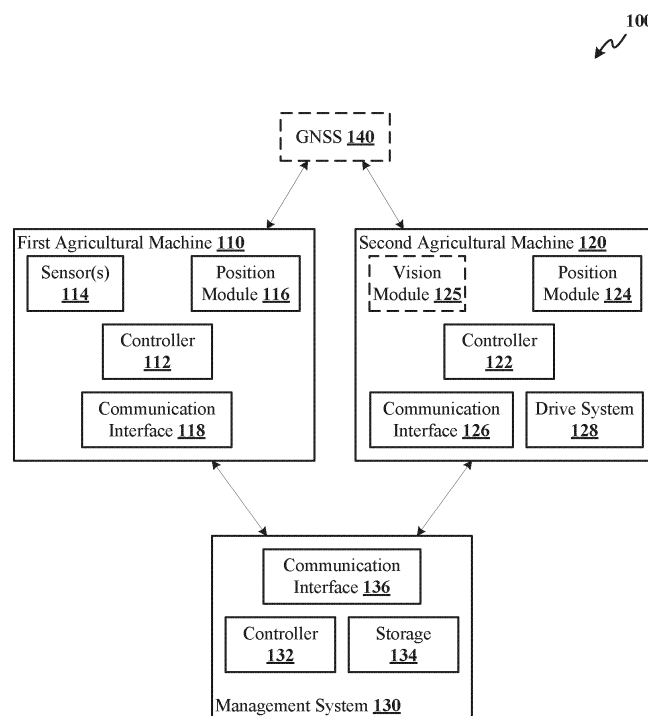 100
GNSS 140
First Agricultural Machine 110
Sensor(s)
114
Position
Module 116
Controller
112
Communication
Interface 118
Second Agricultural Machine 120
Vision
Module 125
Position
Module 124
Controller
122
Communication
Interface 126
Drive System
128
Communication
Interface 136
Controller
132
Storage
134
Management System 130